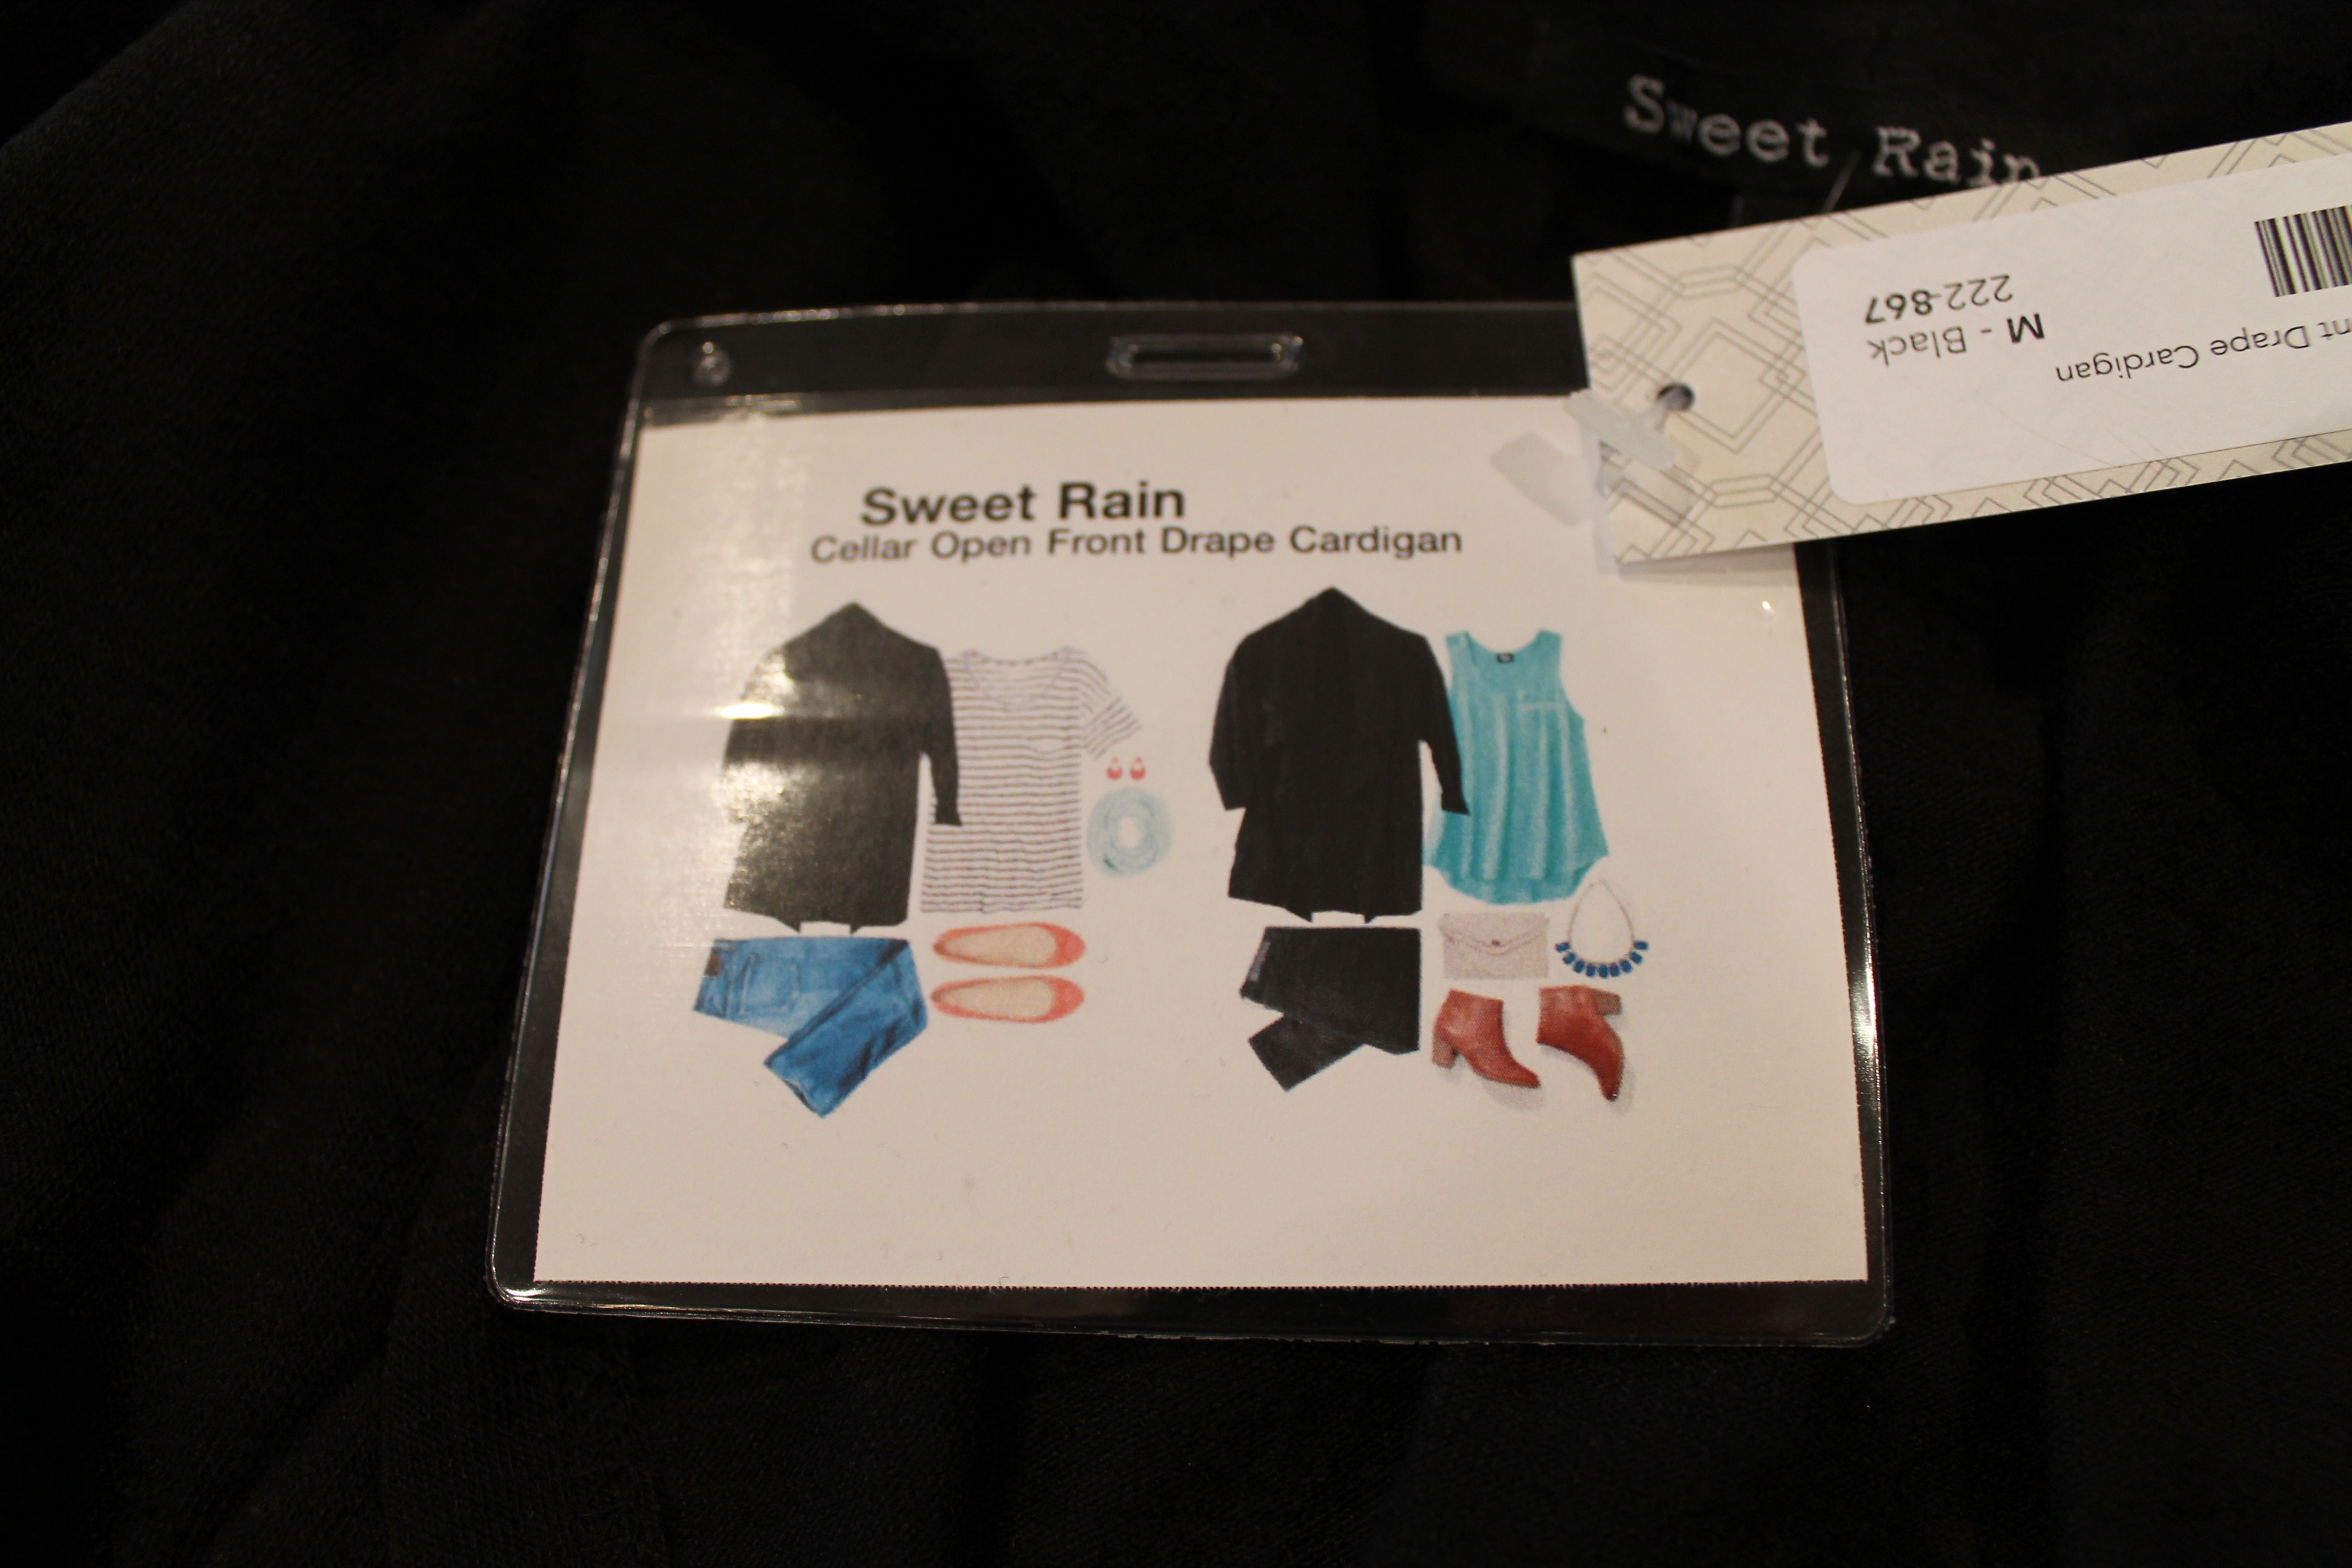 Sweet Rain
nt Drape Cardigan
M - Black
222-867
Sweet Rain
Cellar Open Front Drape Cardigan